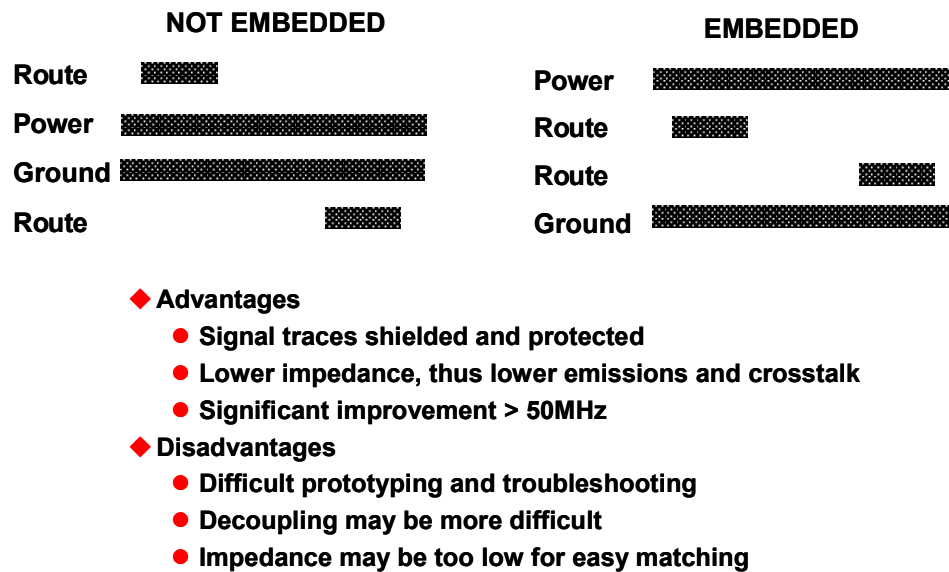 NOT EMBEDDED
Route
Power
Ground
Route
EMBEDDED
Power
Route
Route
Ground
Advantages
Signal traces shielded and protected
Lower impedance, thus lower emissions and crosstalk
Significant improvement > 50MHz
Disadvantages
Difficult prototyping and troubleshooting
Decoupling may be more difficult
Impedance may be too low for easy matching